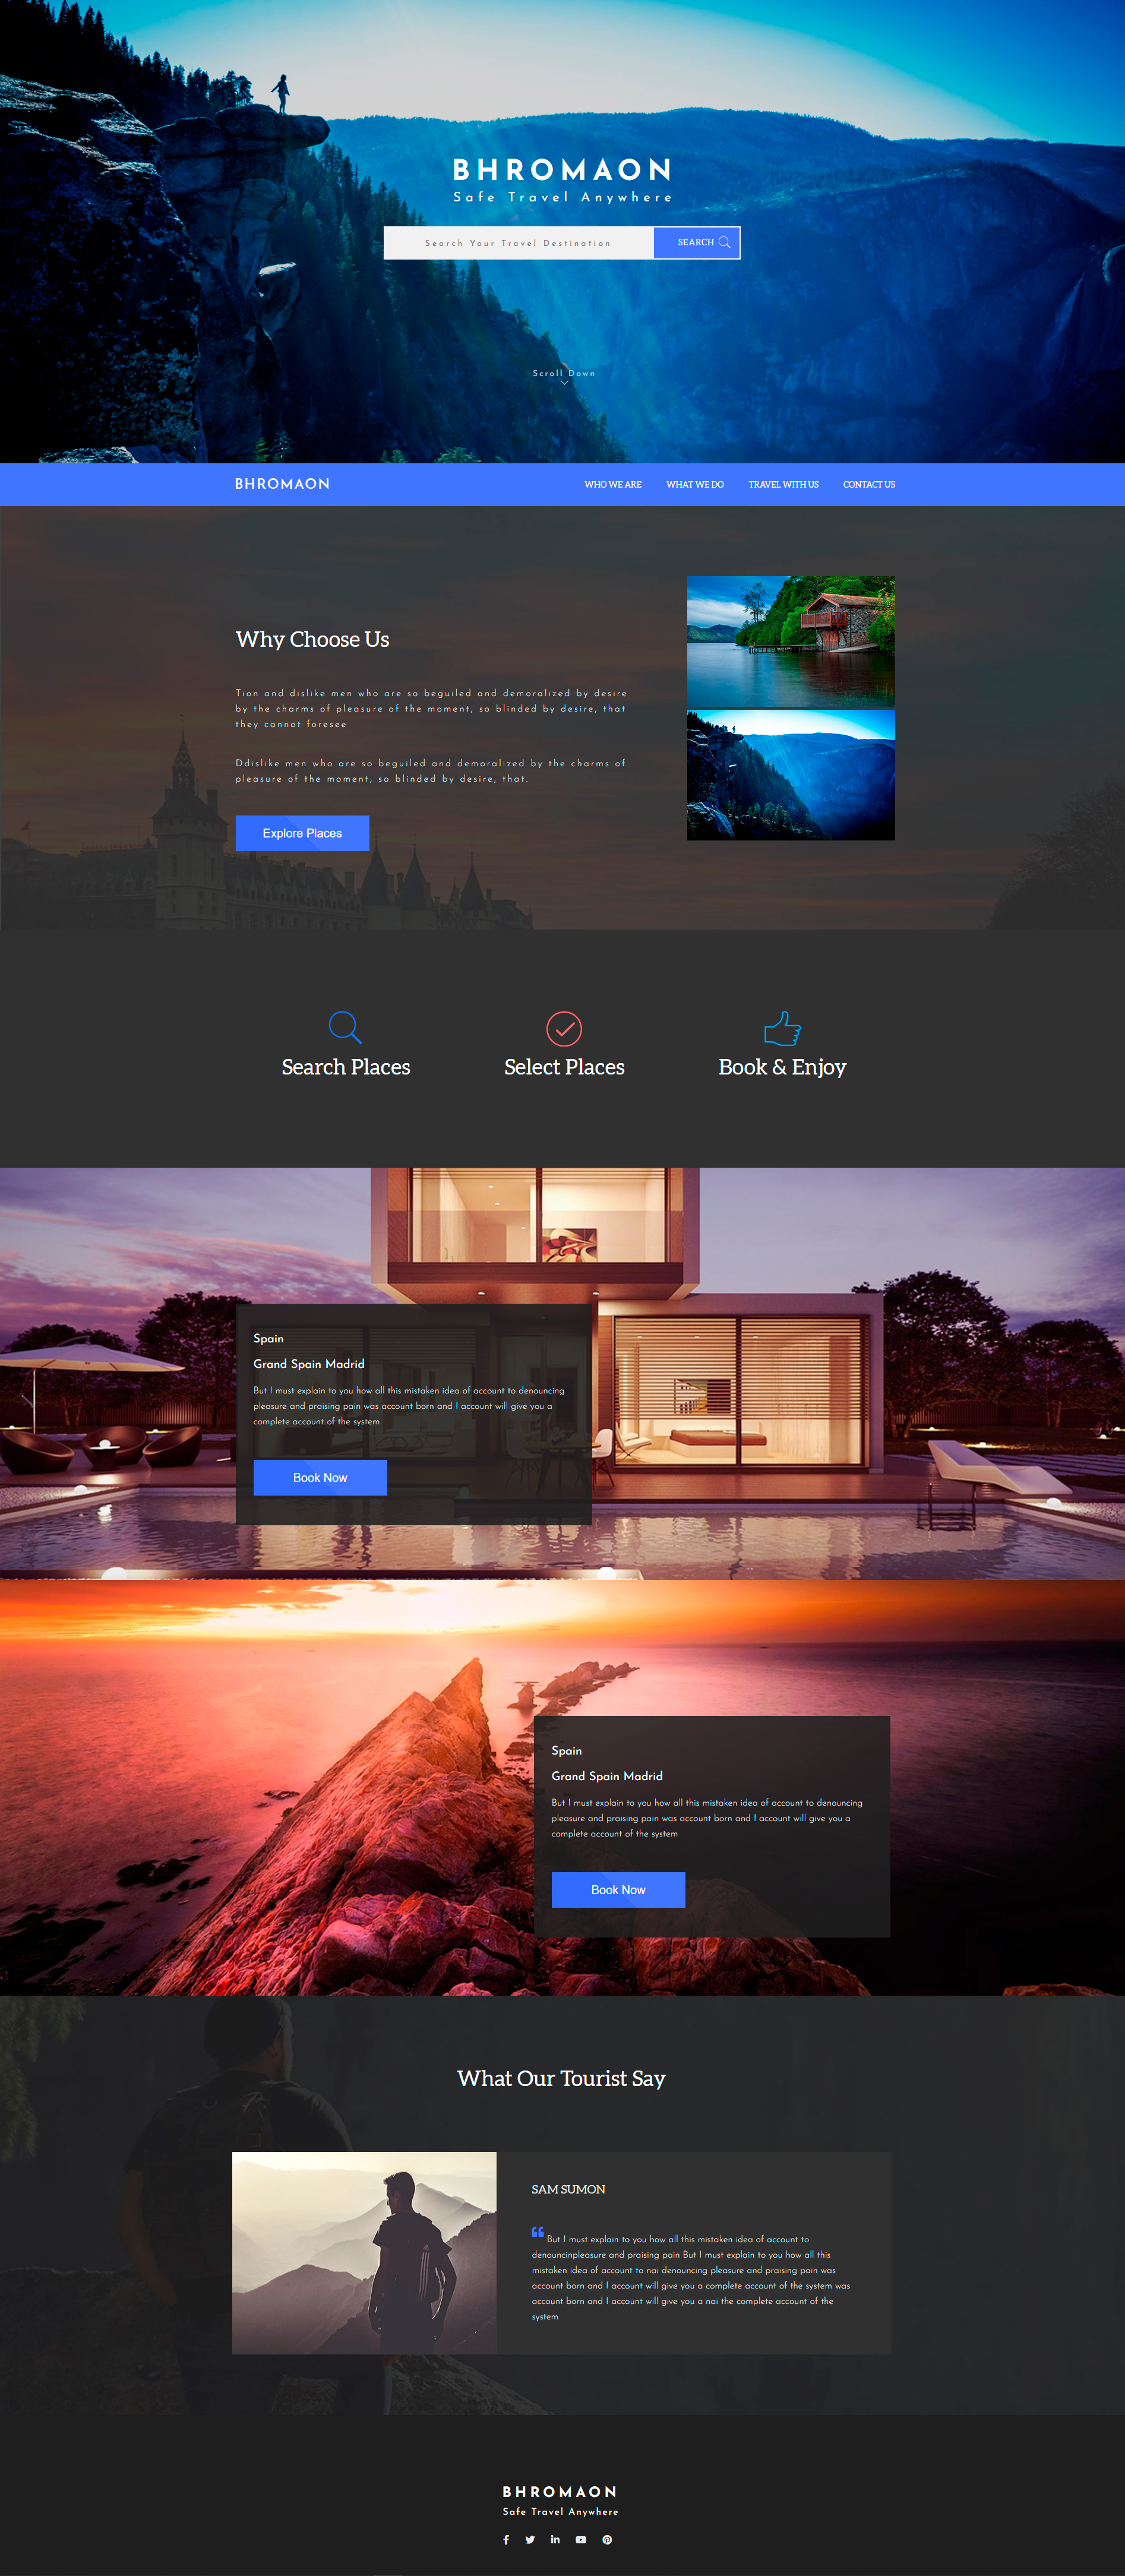 BHROMAON
Safe Travel Anywhere
Search Your Travel Destination
SEARCH
Scroll Down
BHROMAON
WHO WE ARE
WHAT WE DO
TRAVEL WITH US
CONTACT US
Why Choose Us
Tion and dislike men who are so beguiled and demoralized by desire
by the charms of pleasure of the moment, so blinded by desire, that
they cannot foresee
Ddislike men who are so beguiled and demoralized by the charms of
pleasure of the moment, so blinded by desire, that.
Explore Places
Search Places
Select Places
Book & Enjoy
Spain
Grand Spain Madrid
But I must explain to you how all this mistaken idea of account to denouncing
pleasure and praising pain was account born and I account will give you a
complete account of the system
Book Now
Spain
Grand Spain Madrid
But I must explain to you how all this mistaken idea of account to denouncing
pleasure and praising pain was account born and I account will give you a
complete account of the system
Book Now
What Our Tourist Say
SAM SUMON
But I must explain to you how all this mistaken idea of account to
denouncinpleasure and praising pain But I must explain to you how all this
mistaken idea of account to nai denouncing pleasure and praising pain was
account born and I account will give you a complete account of the system was
account born and I account will give you a nai the complete account of the
system
BHROMAON
Safe Travel Anywhere